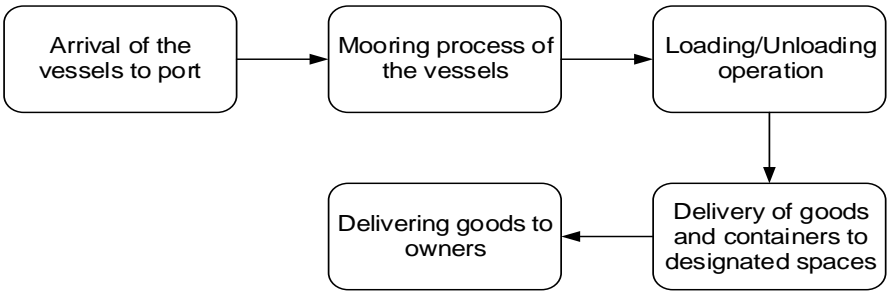 Arrival of the
vessels to port
Mooring process of
the vessels
Loading/Unloading
operation
Delivering goods to
owners
Delivery of goods
and containers to
designated spaces